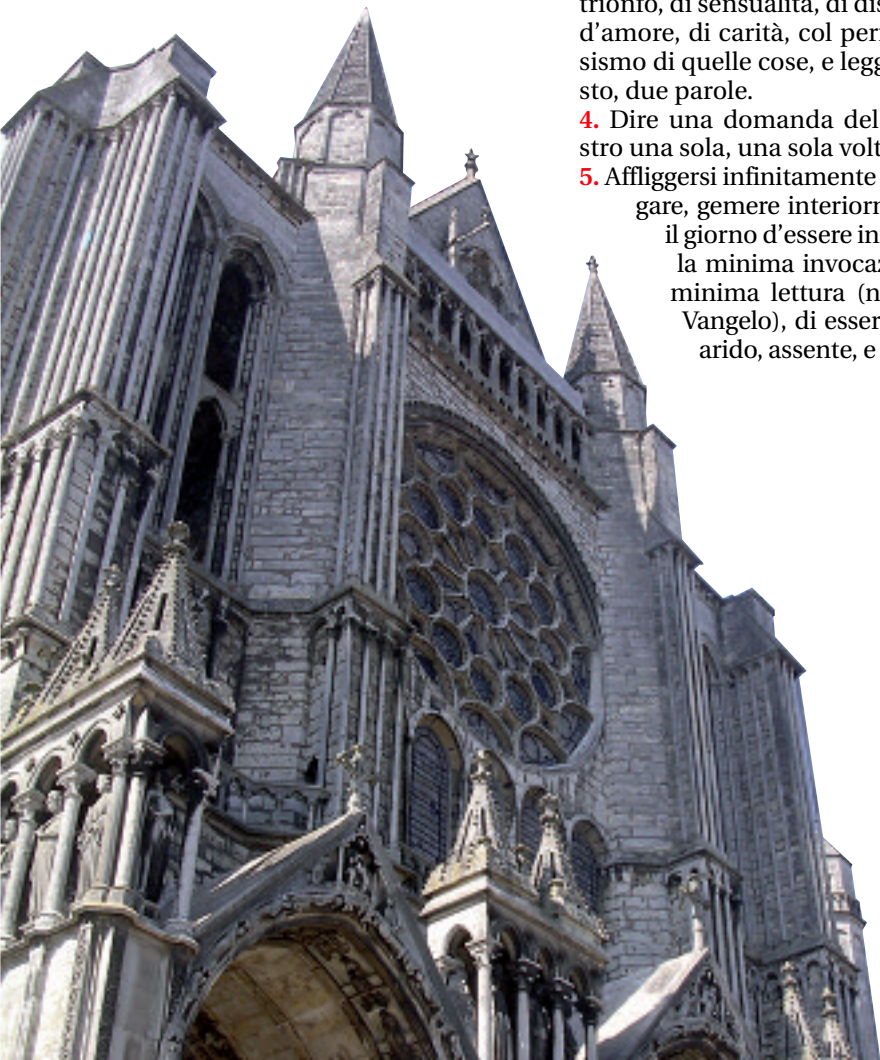 trionfo, di sensualità, di dis
d’amore, di carità, col per
sismo di quelle cose, e legg
sto, due parole.
4. Dire una domanda del
stro una sola, una sola volt
5. Affliggersi infinitamente
gare, gemere interiorm
il giorno d’essere in
la minima invocaz
minima lettura (n
Vangelo), di esser
arido, assente, e